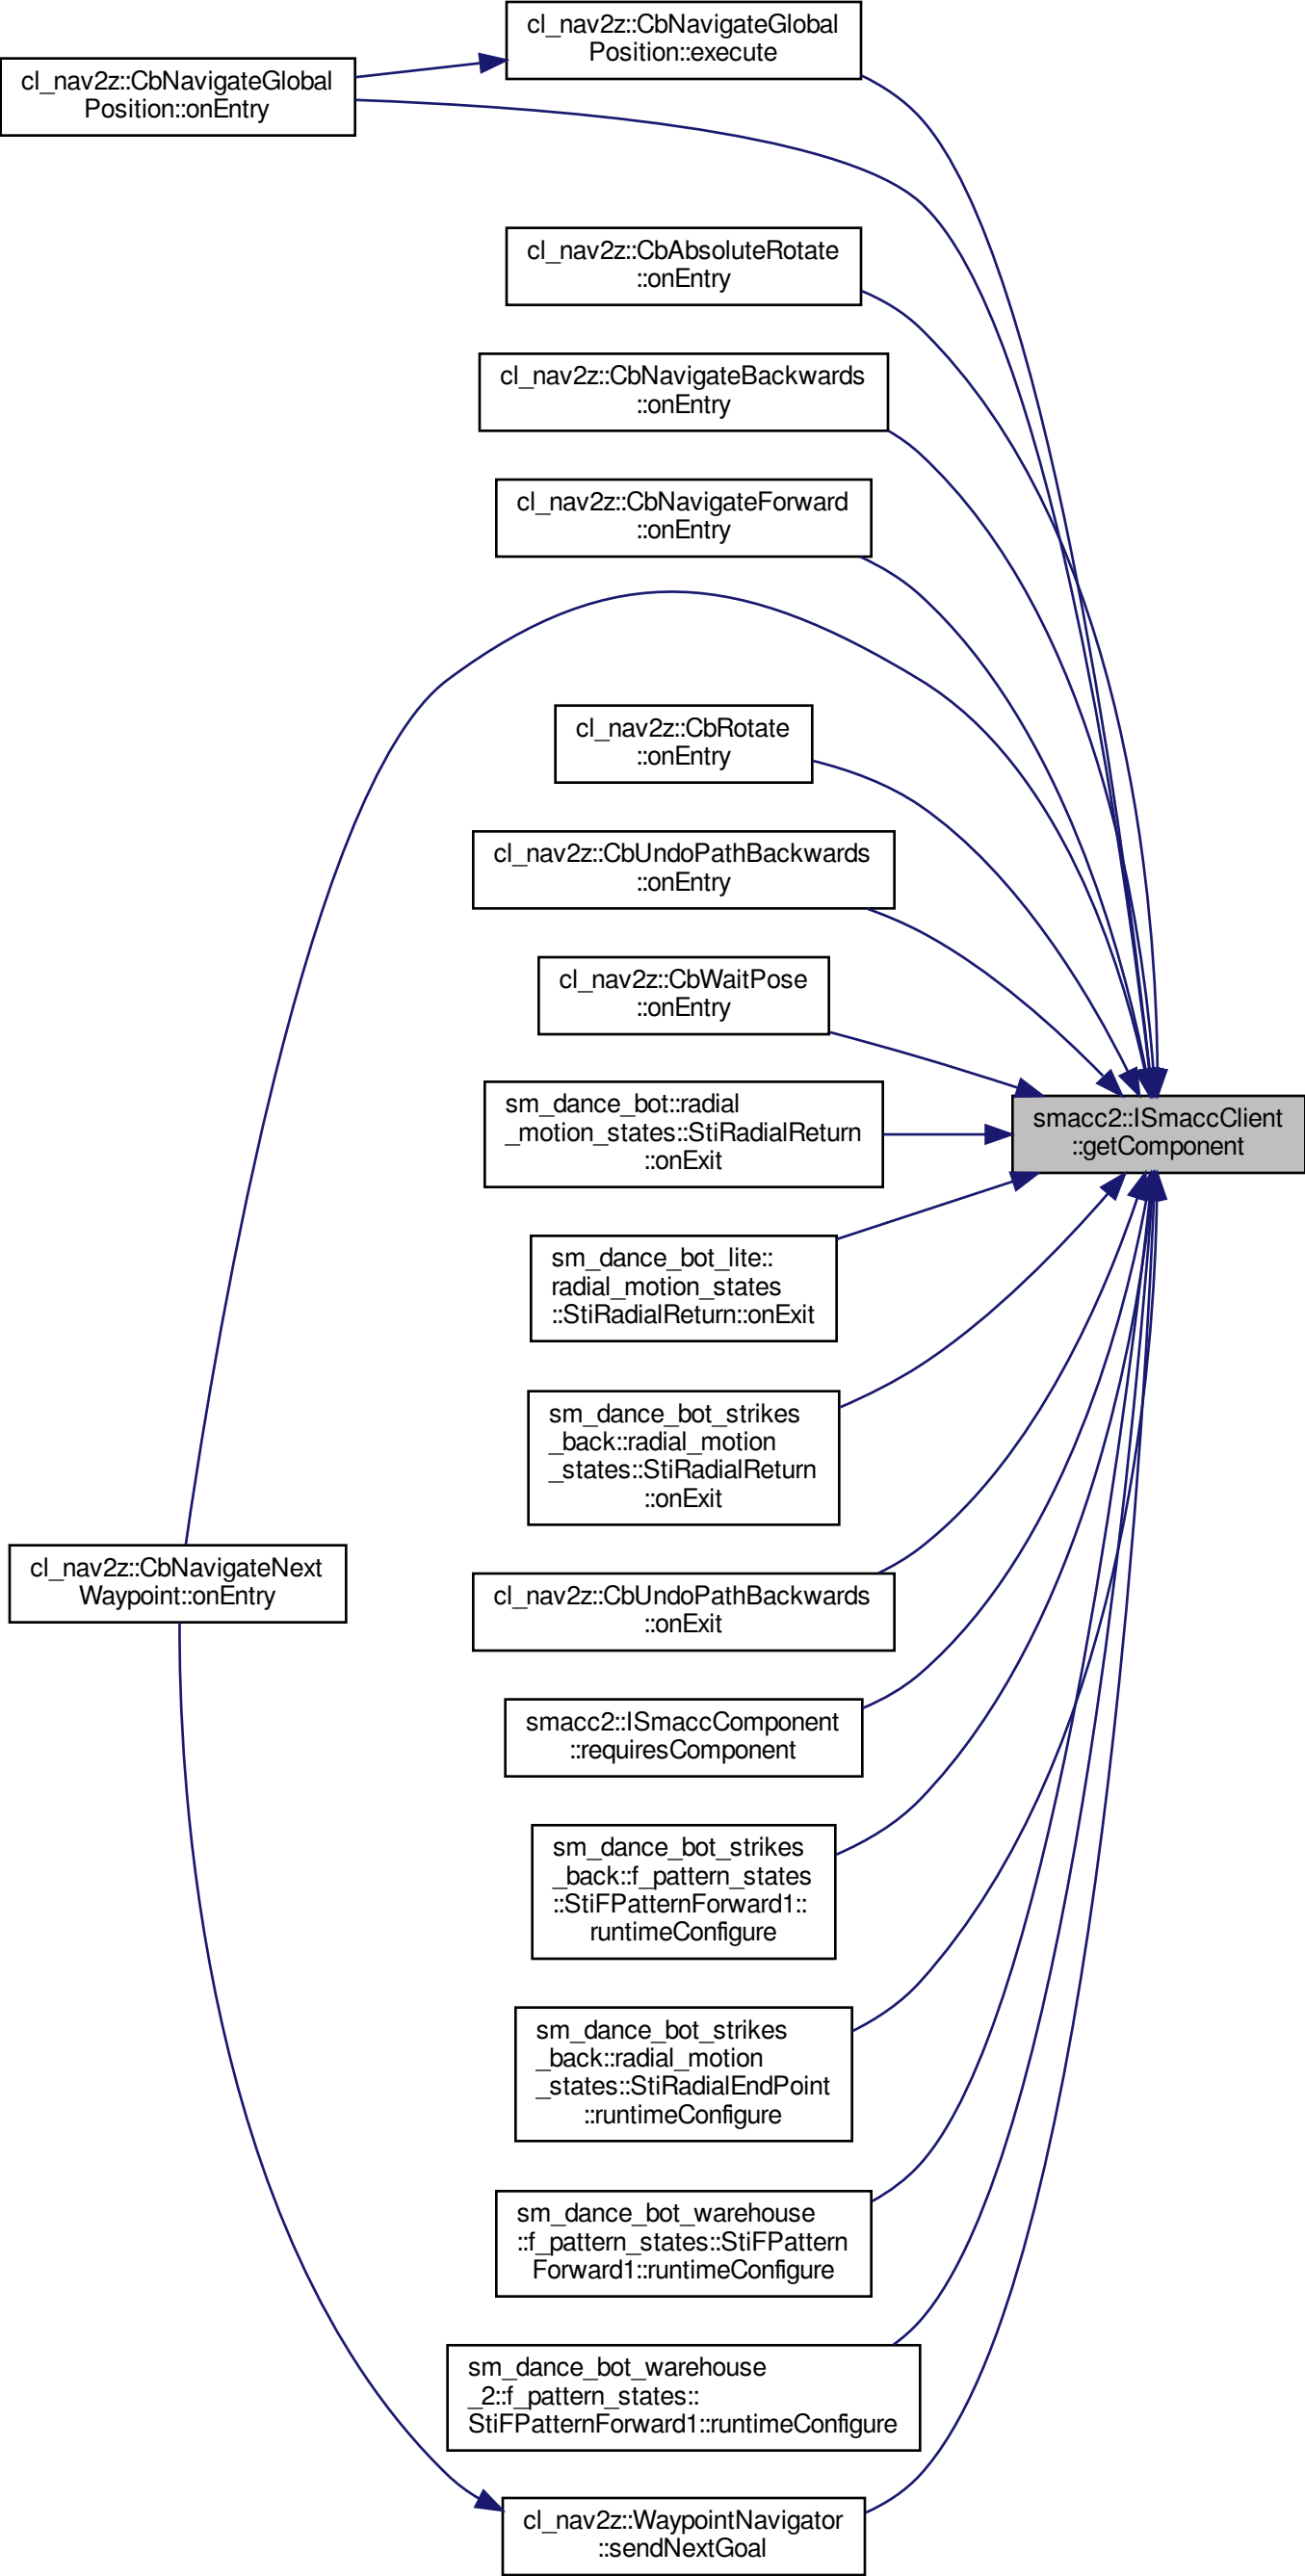 cl_nav2z::CbNavigateGlobal
Position::execute
cl_nav2z::CbNavigateGlobal
Position::onEntry
cl_nav2z::CbAbsoluteRotate
::onEntry
cl_nav2z::CbNavigateBackwards
::onEntry
cl_nav2z::CbNavigateForward
::onEntry
cl_nav2z::CbRotate
::onEntry
cl_nav2z::CbUndoPathBackwards
::onEntry
cl_nav2z::CbWaitPose
::onEntry
sm_dance_bot::radial
_motion_states::StiRadialReturn
::onExit
smacc2::ISmaccClient
::getComponent
sm_dance_bot_lite::
radial_motion_states
::StiRadialReturn::onExit
sm_dance_bot_strikes
_back::radial_motion
_states::StiRadialReturn
::onExit
cl_nav2z::CbNavigateNext
Waypoint::onEntry
cl_nav2z::CbUndoPathBackwards
::onExit
smacc2::ISmaccComponent
::requiresComponent
sm_dance_bot_strikes
_back::f_pattern_states
::StiFPatternForward1::
runtimeConfigure
sm_dance_bot_strikes
_back::radial_motion
_states::StiRadialEndPoint
::runtimeConfigure
sm_dance_bot_warehouse
::f_pattern_states::StiFPattern
Forward1::runtimeConfigure
sm_dance_bot_warehouse
_2::f_pattern_states::
StiFPatternForward1::runtimeConfigure
cl_nav2z::WaypointNavigator
::sendNextGoal